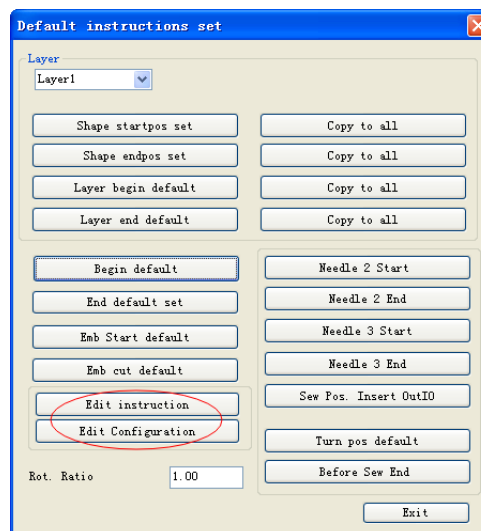 Default instructions set
Layer
Layer1
Shape startpos set
Copy to all
Shape endpos set
Copy to all
Layer begin default
Copy to all
Layer end default
Copy to all
Begin default
Needle 2 Start
End default set
Needle 2 End
Emb Start default
Needle 3 Start
Emb cut default
Needle 3 End
Edit instruction
Sew Pos. Insert OutIO
Edit Configuration
Turn pos default
Rot. Ratio
1.00
Before Sew End
Exit